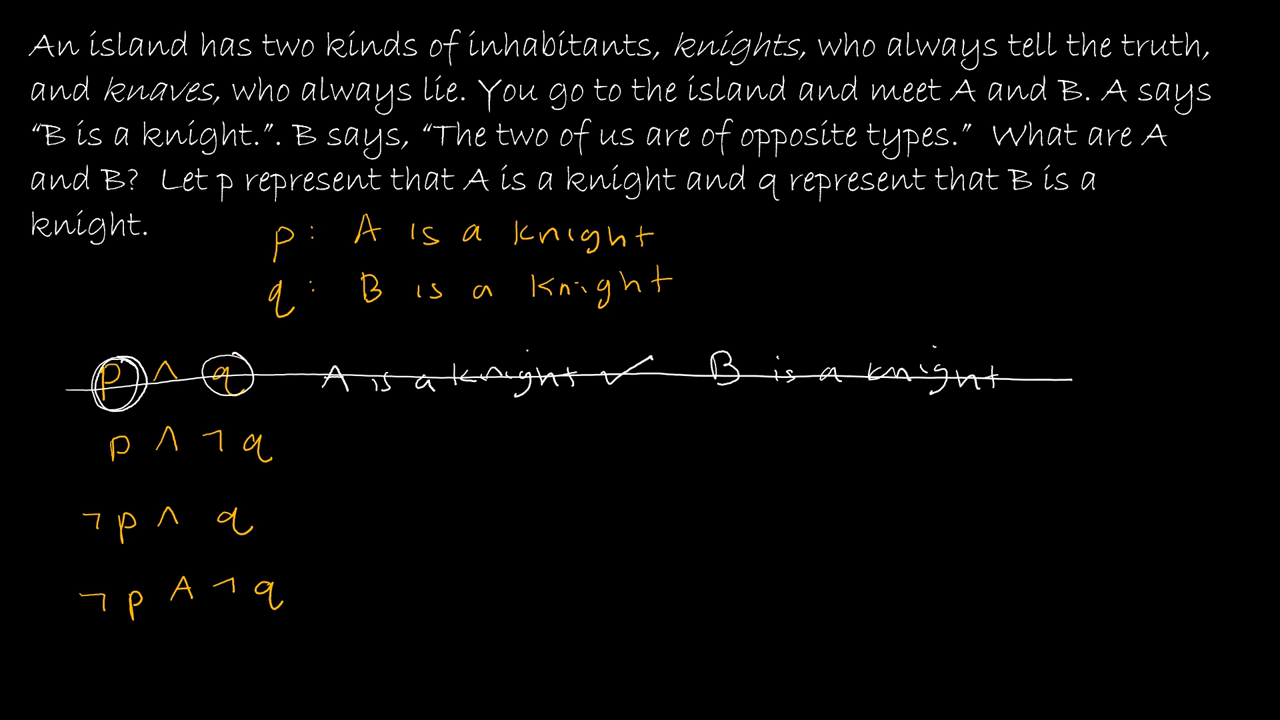 An island has two kinds of inhabitants, knights, who always tell the truth,
and knaves, who always lie. You go to the island and meet A and B. A says
“B is a knight.”. B says, “The two of us are of opposite types.” What are A
and B? Let p represent that A is a knight and q represent that B is a
knight.
p: A is a knight
q: B is a knight
p ∧ q A is a knight ✓ B is a knight
p ∧ ¬q
¬p ∧ q
¬p ∧ ¬q